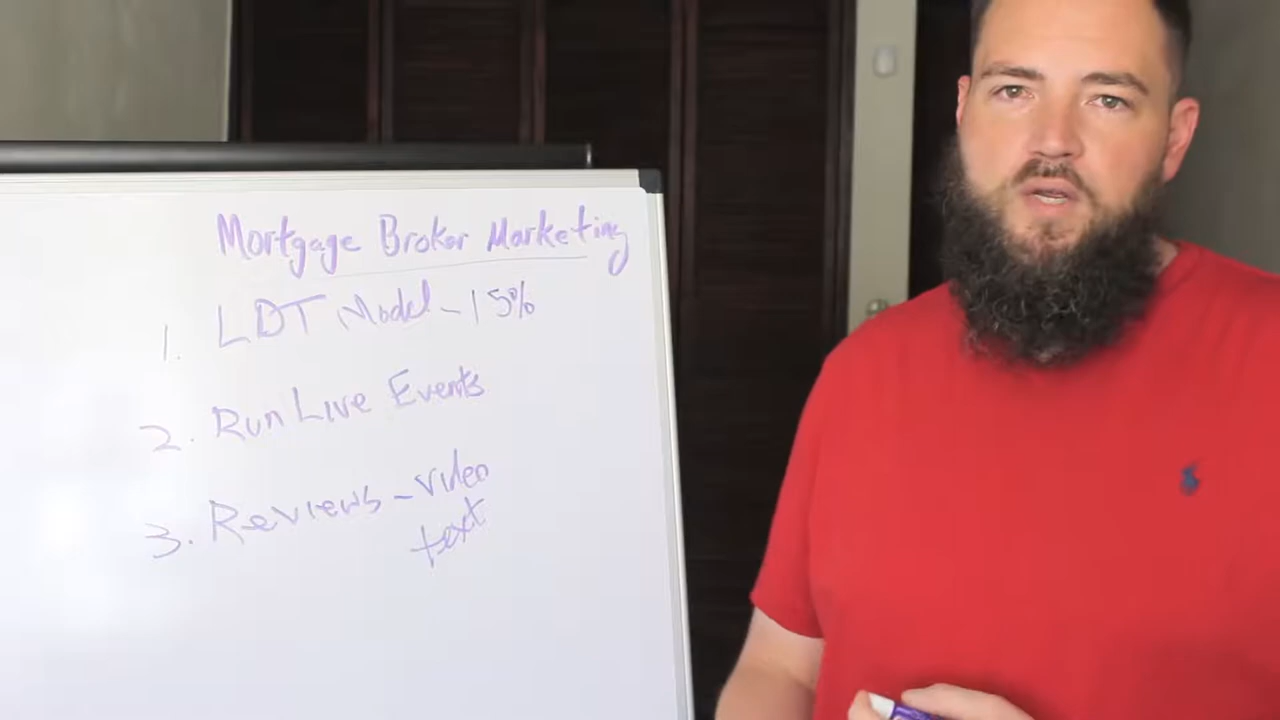 Mortgage Broker Marketing
1. LDT Model - 15%
2. Run Live Events
3. Reviews - video
text